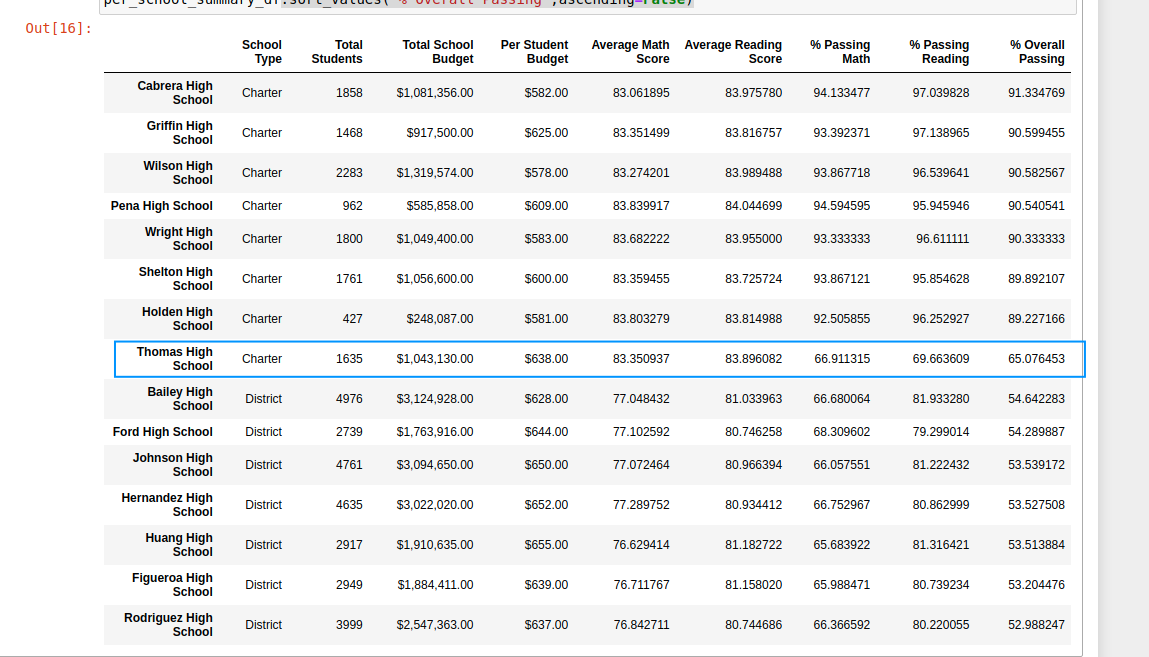 per_school_summary_df.sort_values("% Overall Passing",ascending=False)
Out[16]:
School Type Total Students Total School Budget Per Student Budget Average Math Score Average Reading Score % Passing Math % Passing Reading % Overall Passing
Cabrera High School Charter 1858 $1,081,356.00 $582.00 83.061895 83.975780 94.133477 97.039828 91.334769
Griffin High School Charter 1468 $917,500.00 $625.00 83.351499 83.816757 93.392371 97.138965 90.599455
Wilson High School Charter 2283 $1,319,574.00 $578.00 83.274201 83.989488 93.867718 96.539641 90.582567
Pena High School Charter 962 $585,858.00 $609.00 83.839917 84.044699 94.594595 95.945946 90.540541
Wright High School Charter 1800 $1,049,400.00 $583.00 83.682222 83.955000 93.333333 96.611111 90.333333
Shelton High School Charter 1761 $1,056,600.00 $600.00 83.359455 83.725724 93.867121 95.854628 89.892107
Holden High School Charter 427 $248,087.00 $581.00 83.803279 83.814988 92.505855 96.252927 89.227166
Thomas High School Charter 1635 $1,043,130.00 $638.00 83.350937 83.896082 66.911315 69.663609 65.076453
Bailey High School District 4976 $3,124,928.00 $628.00 77.048432 81.033963 66.680064 81.933280 54.642283
Ford High School District 2739 $1,763,916.00 $644.00 77.102592 80.746258 68.309602 79.299014 54.289887
Johnson High School District 4761 $3,094,650.00 $650.00 77.072464 80.966394 66.057551 81.222432 53.539172
Hernandez High School District 4635 $3,022,020.00 $652.00 77.289752 80.934412 66.752967 80.862999 53.527508
Huang High School District 2917 $1,910,635.00 $655.00 76.629414 81.182722 65.683922 81.316421 53.513884
Figueroa High School District 2949 $1,884,411.00 $639.00 76.711767 81.158020 65.988471 80.739234 53.204476
Rodriguez High School District 3999 $2,547,363.00 $637.00 76.842711 80.744686 66.366592 80.220055 52.988247